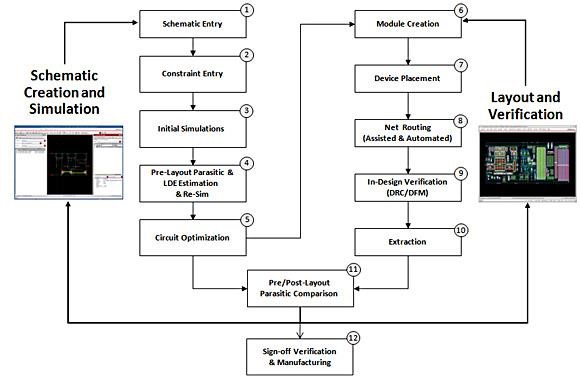 Schematic
Creation and
Simulation
1
Schematic Entry
2
Constraint Entry
3
Initial Simulations
4
Pre-Layout Parasitic &
LDE Estimation
& Re-Sim
5
Circuit Optimization
6
Module Creation
7
Device Placement
8
Net Routing
(Assisted & Automated)
9
In-Design Verification
(DRC/DFM)
10
Extraction
Layout and
Verification
11
Pre/Post-Layout
Parasitic Comparison
12
Sign-off Verification
& Manufacturing